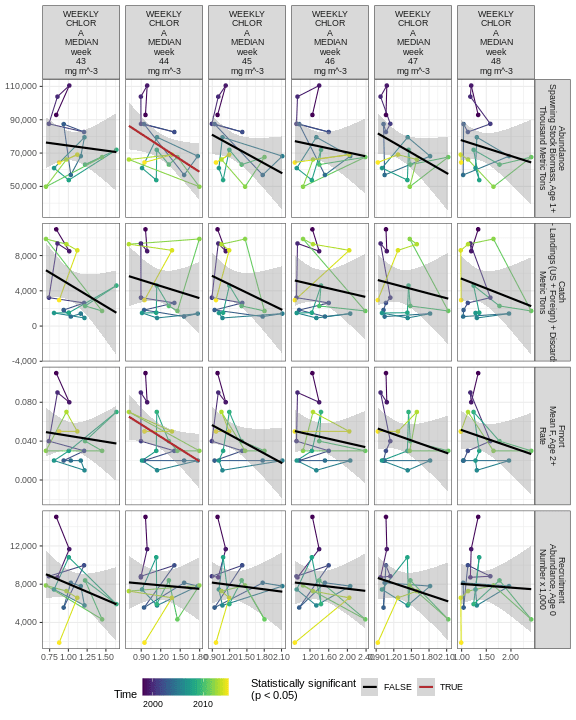 WEEKLY
CHLOR
A
MEDIAN
week
43
mg m^-3
WEEKLY
CHLOR
A
MEDIAN
week
44
mg m^-3
WEEKLY
CHLOR
A
MEDIAN
week
45
mg m^-3
WEEKLY
CHLOR
A
MEDIAN
week
46
mg m^-3
WEEKLY
CHLOR
A
MEDIAN
week
47
mg m^-3
WEEKLY
CHLOR
A
MEDIAN
week
48
mg m^-3
110,000
90,000
70,000
50,000
Abundance
Spawning Stock Biomass, Age 1+
Thousand Metric Tons
8,000
4,000
0
-4,000
Catch
- Landings (US + Foreign) + Discard
Metric Tons
0.080
0.040
0.000
Fmort
Mean F, Age 2+
Rate
12,000
8,000
4,000
Recruitment
Abundance, Age 0
Number x 1,000
0.75 1.00 1.25 1.50
0.90 1.20 1.50 1.80
0.90 1.20 1.50 1.80 2.10
1.20 1.60 2.00 2.40
0.90 1.20 1.50 1.80 2.10
1.00 1.50 2.00
Time
2000 2010
Statistically significant
(p < 0.05)
FALSE
TRUE